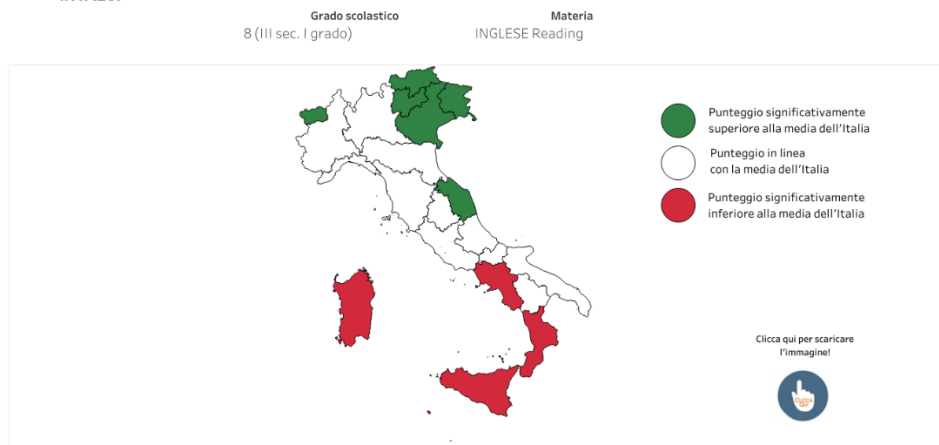 Grado scolastico
Materia
8 (III sec. I grado)
INGLESE Reading
Punteggio significativamente
superiore alla media dell'Italia
Punteggio in linea
con la media dell'Italia
Punteggio significativamente
inferiore alla media dell'Italia
Clicca qui per scaricare
l'immagine!